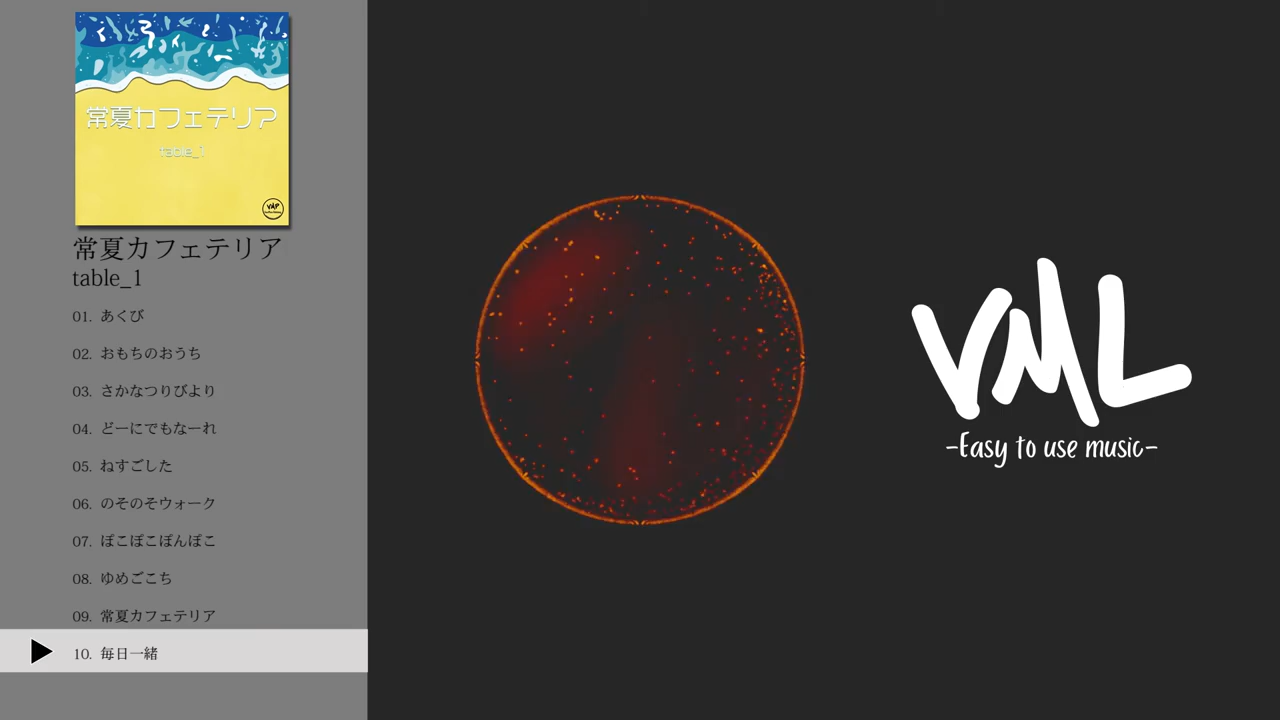 常夏カフェテリア
table_1
VMP
常夏カフェテリア
table_1
01. あくび
02. おもちのおうち
03. さかなつりびより
04. どーにでもなーれ
05. ねすごした
06. のそのそウォーク
07. ぽこぽこぽんぽこ
08. ゆめごこち
09. 常夏カフェテリア
10. 毎日一緒
VML
-Easy to use music-